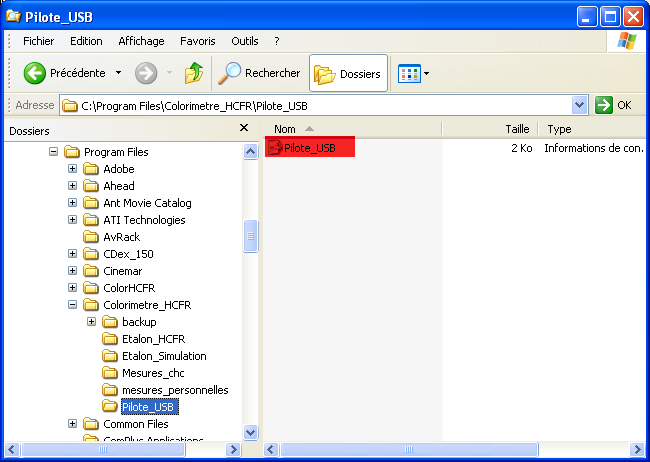 Pilote_USB
Fichier Edition Affichage Favoris Outils ?
Précédente Rechercher Dossiers
Adresse C:\Program Files\Colorimetre_HCFR\Pilote_USB OK
Dossiers
Nom Taille Type
Pilote_USB 2 Ko Informations de con.
Program Files
Adobe
Ahead
Ant Movie Catalog
ATI Technologies
AvRack
CDex_150
Cinemar
ColorHCFR
Colorimetre_HCFR
backup
Etalon_HCFR
Etalon_Simulation
Mesures_chc
mesures_personnelles
Pilote_USB
Common Files
ComPlus Applications